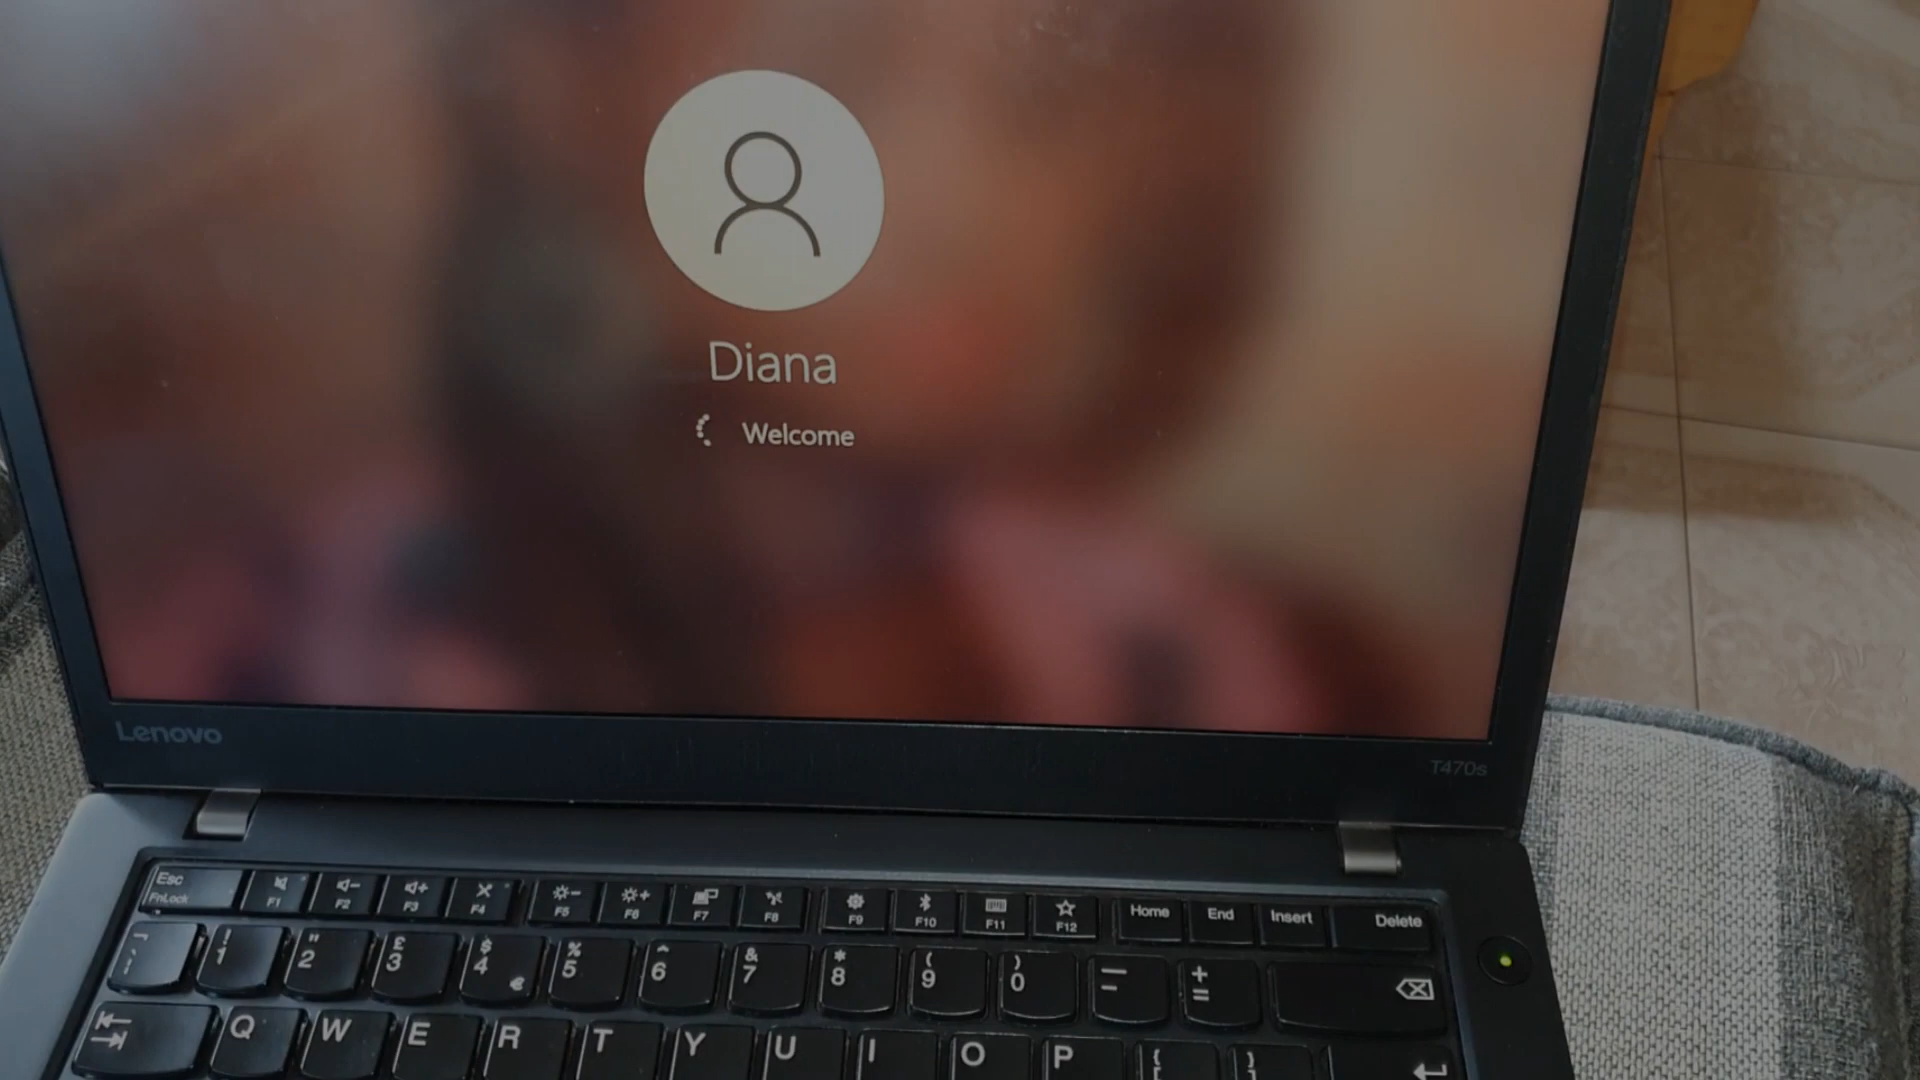 Diana
Welcome
Lenovo
T470s
Esc
FnLock
F1
F2
F3
F4
F5
F6
F7
F8
F9
F10
F11
F12
Home
End
Insert
Delete
! 1
" 2
£ 3
$ 4 €
% 5
^ 6
& 7
* 8
( 9
) 0
_ -
+ =
Q W E R T Y U I O P { [ } ]